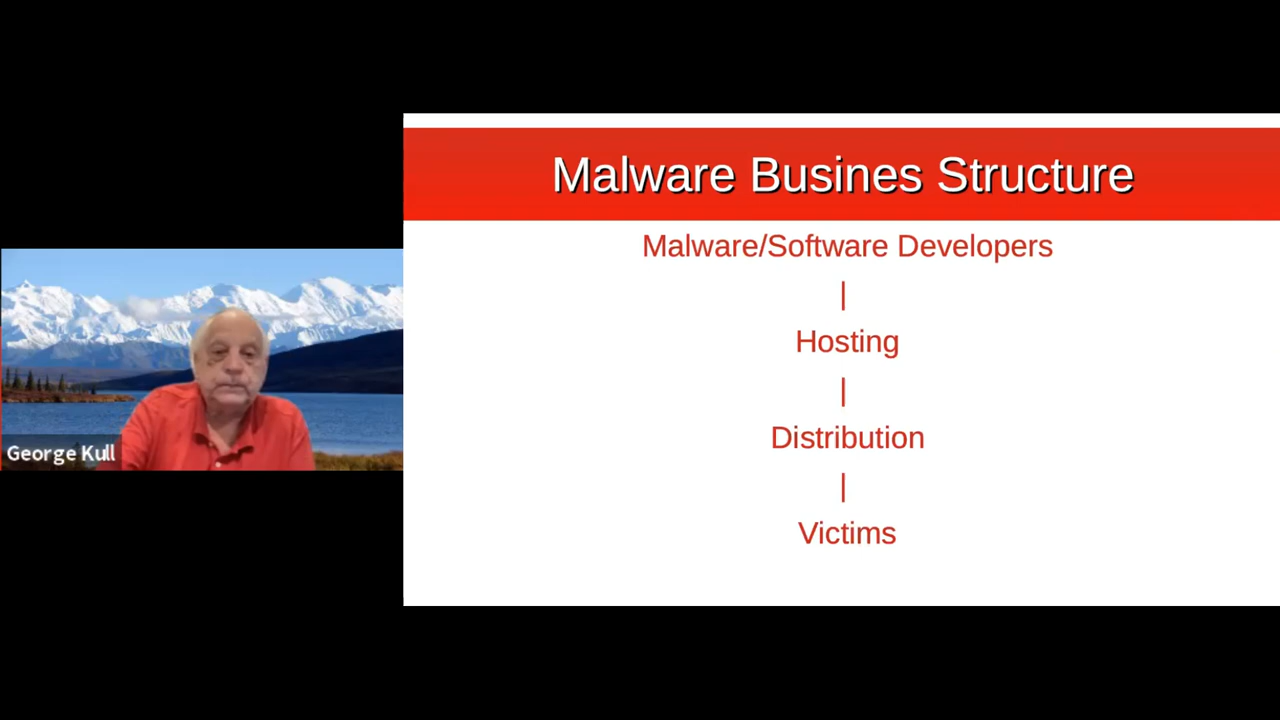 Malware Busines Structure
Malware/Software Developers
|
Hosting
|
Distribution
|
Victims
George Kull